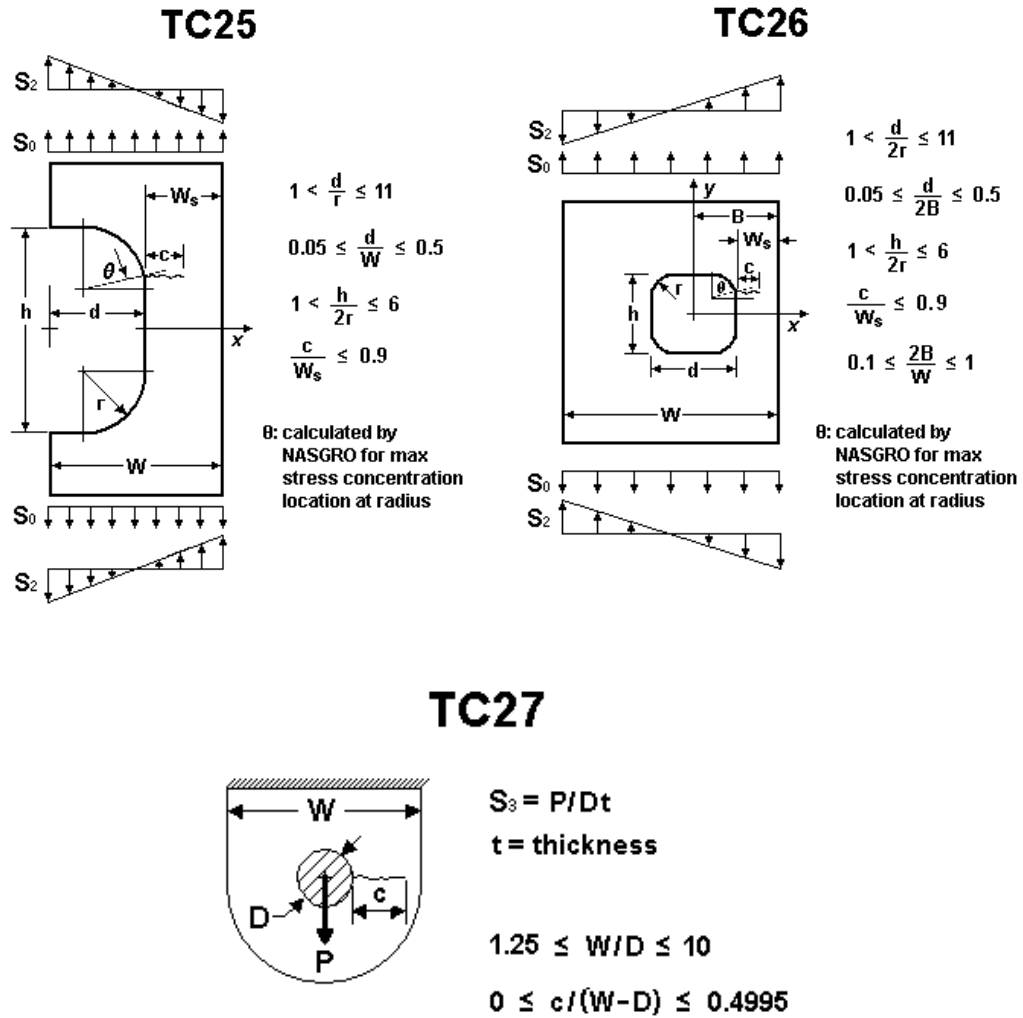 TC25
S₂
S₀
Wₛ
c
θ
h
d
x
r
W
S₀
S₂
1 < d/r ≤ 11
0.05 ≤ d/W ≤ 0.5
1 < h/2r ≤ 6
c/Wₛ ≤ 0.9
θ: calculated by
NASGRO for max
stress concentration
location at radius
TC26
S₂
S₀
y
B
Wₛ
c
r
θ
h
x
d
W
S₀
S₂
1 < d/2r ≤ 11
0.05 ≤ d/2B ≤ 0.5
1 < h/2r ≤ 6
c/Wₛ ≤ 0.9
0.1 ≤ 2B/W ≤ 1
θ: calculated by
NASGRO for max
stress concentration
location at radius
TC27
W
D
c
P
S₃ = P/Dt
t = thickness
1.25 ≤ W/D ≤ 10
0 ≤ c/(W-D) ≤ 0.4995